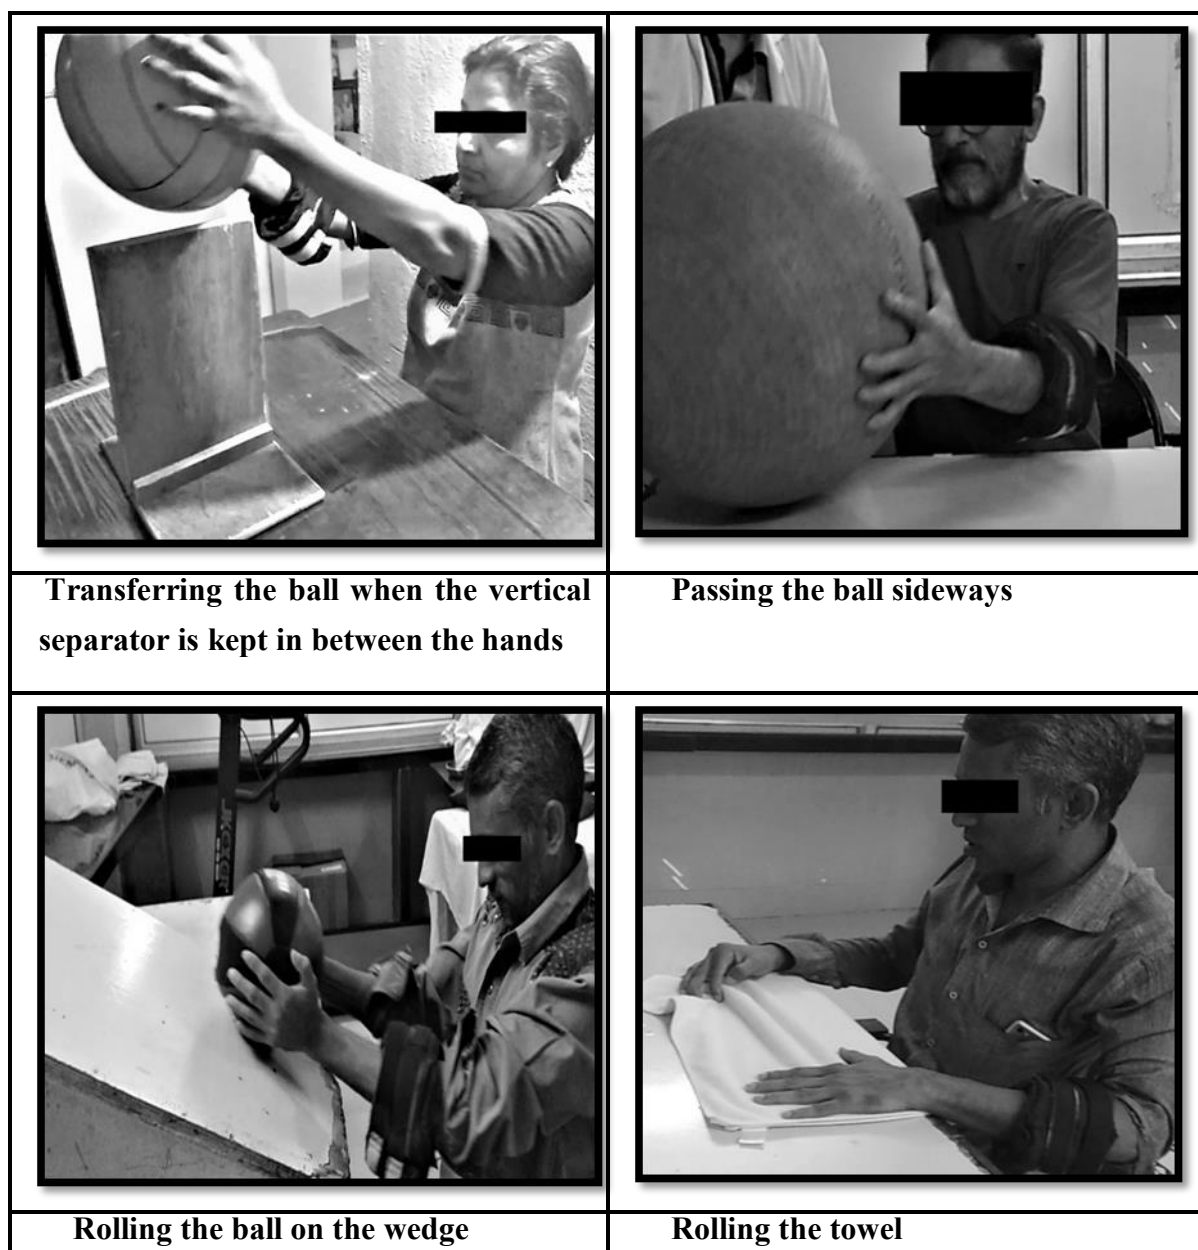 Transferring the ball when the vertical
separator is kept in between the hands
Passing the ball sideways
Rolling the ball on the wedge
Rolling the towel